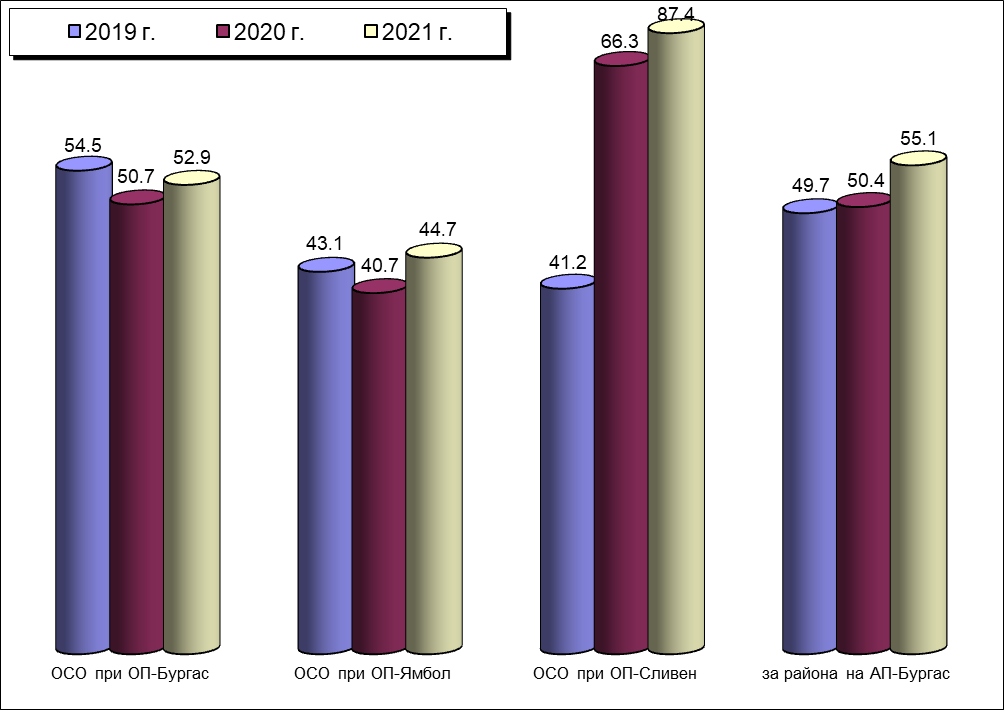 2019 г. 2020 г. 2021 г.
54.5 50.7 52.9
43.1 40.7 44.7
41.2 66.3 87.4
49.7 50.4 55.1
ОСО при ОП-Бургас ОСО при ОП-Ямбол ОСО при ОП-Сливен за района на АП-Бургас